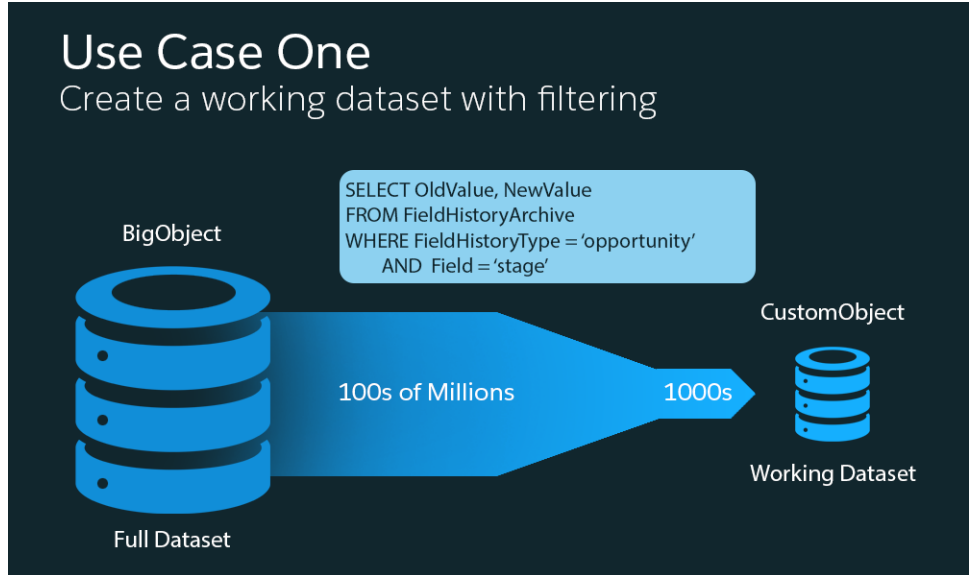 Use Case One
Create a working dataset with filtering
SELECT OldValue, NewValue
FROM FieldHistoryArchive
WHERE FieldHistoryType = ‘opportunity’
AND Field = ‘stage’
BigObject
CustomObject
100s of Millions
1000s
Working Dataset
Full Dataset